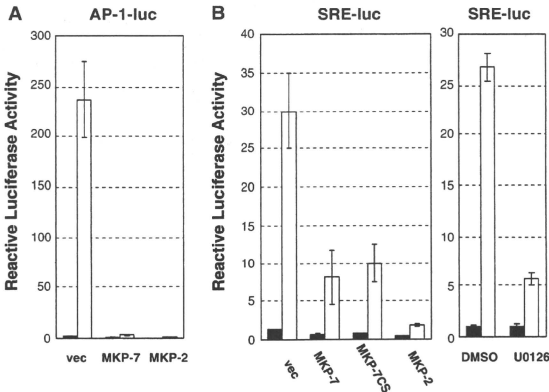 A
AP-1-luc
B
SRE-luc
SRE-luc
Reactive Luciferase Activity
300
250
200
150
100
50
0
vec MKP-7 MKP-2
Reactive Luciferase Activity
40
35
30
25
20
15
10
5
0
vec
MKP-7
MKP-7CS
MKP-2
30
25
20
15
10
5
0
DMSO U0126